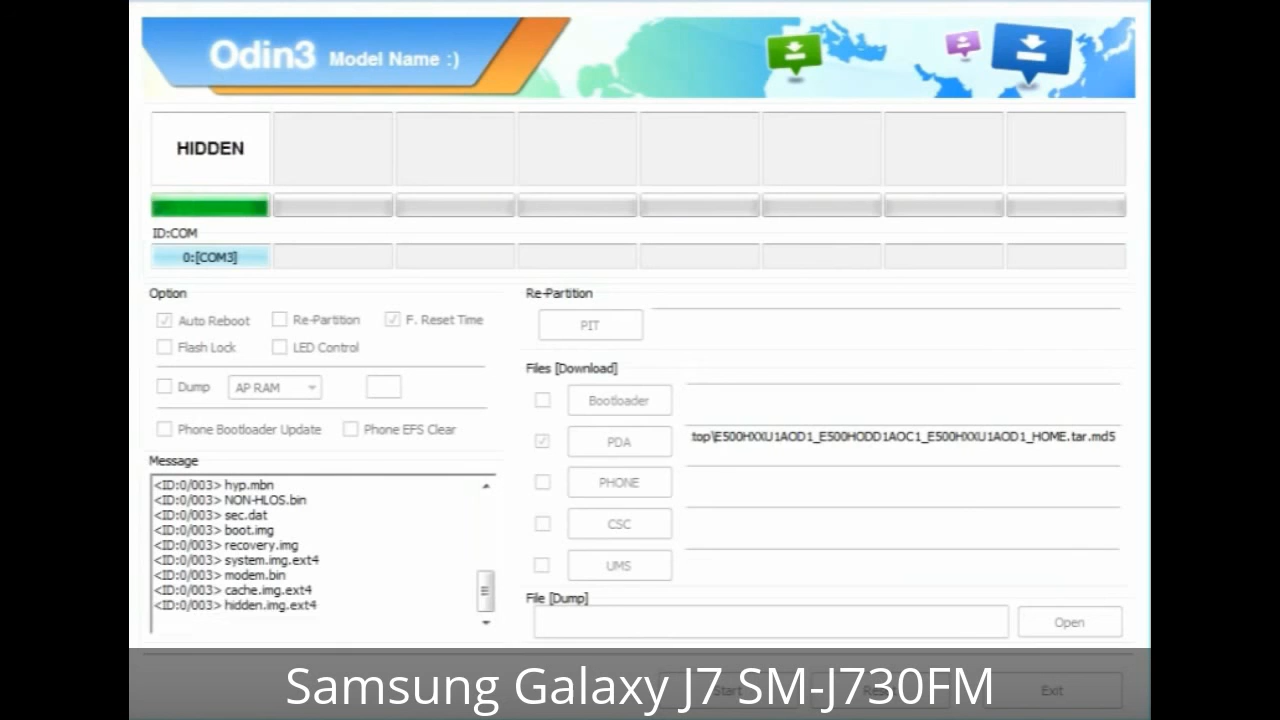 Odin3 Model Name :)
HIDDEN
ID:COM
0:[COM3]
Option
Auto Reboot Re-Partition F. Reset Time
Flash Lock LED Control
Dump AP RAM
Phone Bootloader Update Phone EFS Clear
Message
<ID:0/003> hyp.mbn
<ID:0/003> NON-HLOS.bin
<ID:0/003> sec.dat
<ID:0/003> boot.img
<ID:0/003> recovery.img
<ID:0/003> system.img.ext4
<ID:0/003> modem.bin
<ID:0/003> cache.img.ext4
<ID:0/003> hidden.img.ext4
Re-Partition
PIT
Files [Download]
Bootloader
PDA top\E500HXXU1AOD1_E500HODD1AOC1_E500HXXU1AOD1_HOME.tar.md5
PHONE
CSC
UMS
File [Dump]
Open
Start Reset Exit
Samsung Galaxy J7 SM-J730FM